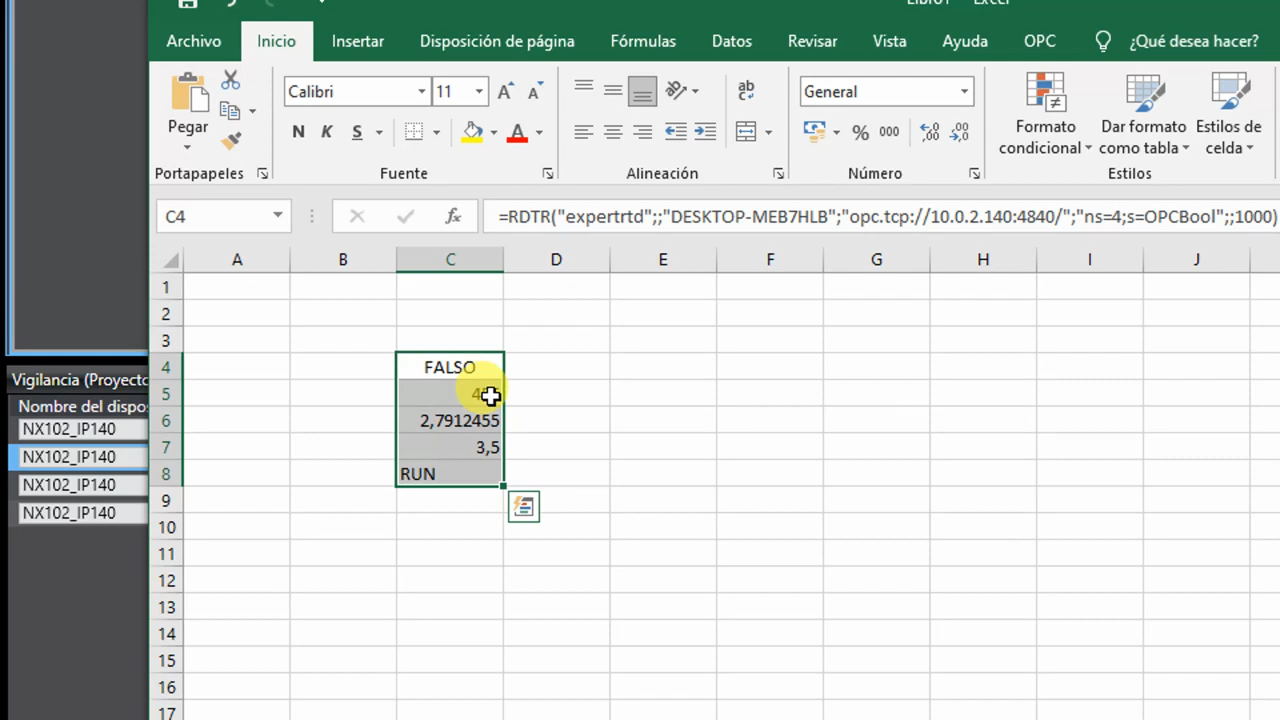 Libro1 - Excel
Archivo Inicio Insertar Disposición de página Fórmulas Datos Revisar Vista Ayuda OPC ¿Qué desea hacer?
Pegar
Calibri 11
ab
c
General
N K S
A
% 000
Formato condicional
Dar formato como tabla
Estilos de celda
Portapapeles Fuente Alineación Número Estilos
C4 fx =RDTR("expertrtd";;"DESKTOP-MEB7HLB";"opc.tcp://10.0.2.140:4840/";"ns=4;s=OPCBool";;1000)
A B C D E F G H I J
1
2
3
4 FALSO
5
6 2,7912455
7 3,5
8 RUN
9
10
11
12
13
14
15
16
17
Vigilancia (Proyecto
Nombre del dispo
NX102_IP140
NX102_IP140
NX102_IP140
NX102_IP140